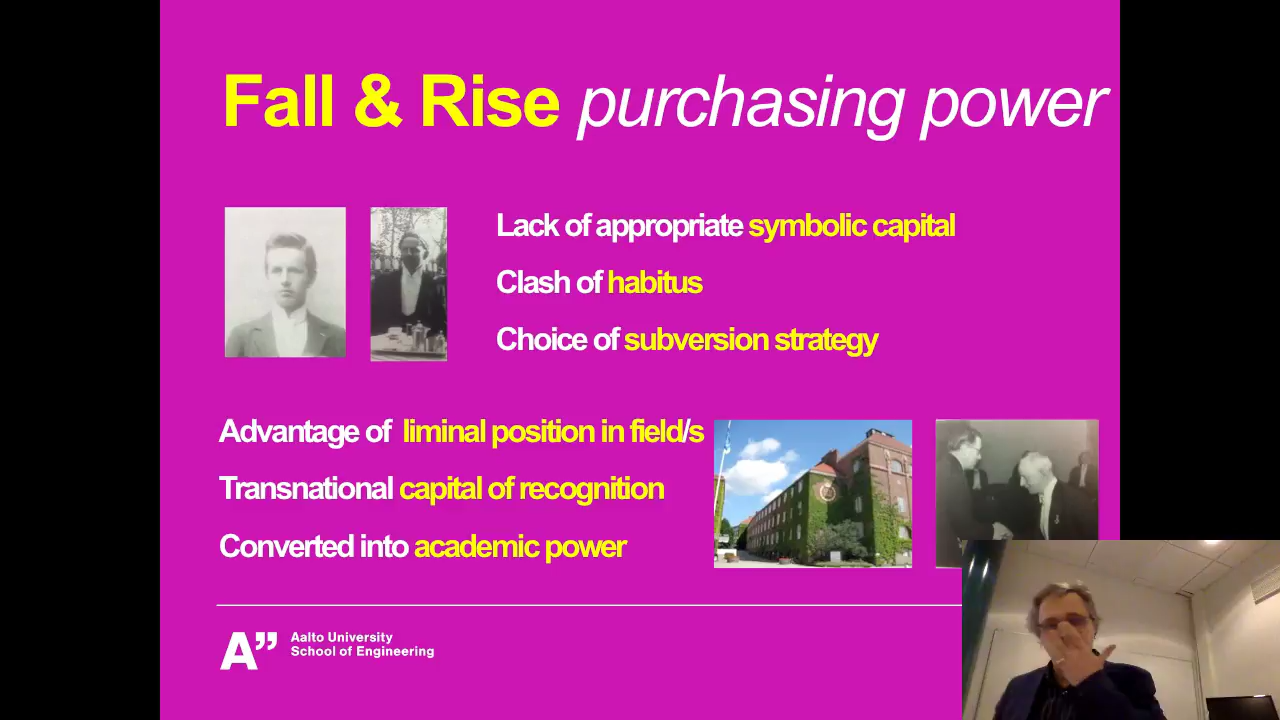 Fall & Rise purchasing power
Lack of appropriate symbolic capital
Clash of habitus
Choice of subversion strategy
Advantage of liminal position in field/s
Transnational capital of recognition
Converted into academic power
A”
Aalto University
School of Engineering